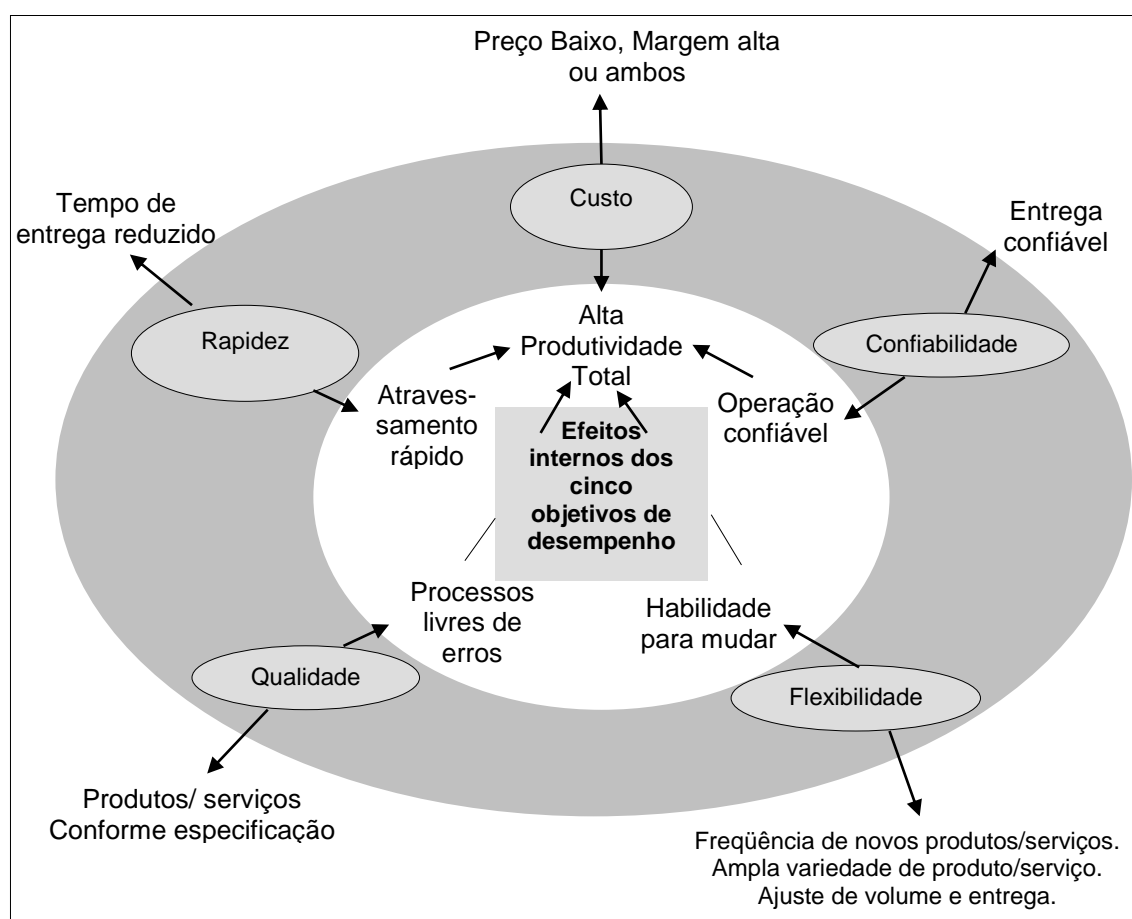 Preço Baixo, Margem alta
ou ambos
Custo
Tempo de
entrega reduzido
Entrega
confiável
Rapidez
Confiabilidade
Alta
Produtividade
Total
Atraves-
samento
rápido
Operação
confiável
Efeitos
internos dos
cinco
objetivos de
desempenho
Processos
livres de
erros
Habilidade
para mudar
Qualidade
Flexibilidade
Produtos/ serviços
Conforme especificação
Freqüência de novos produtos/serviços.
Ampla variedade de produto/serviço.
Ajuste de volume e entrega.